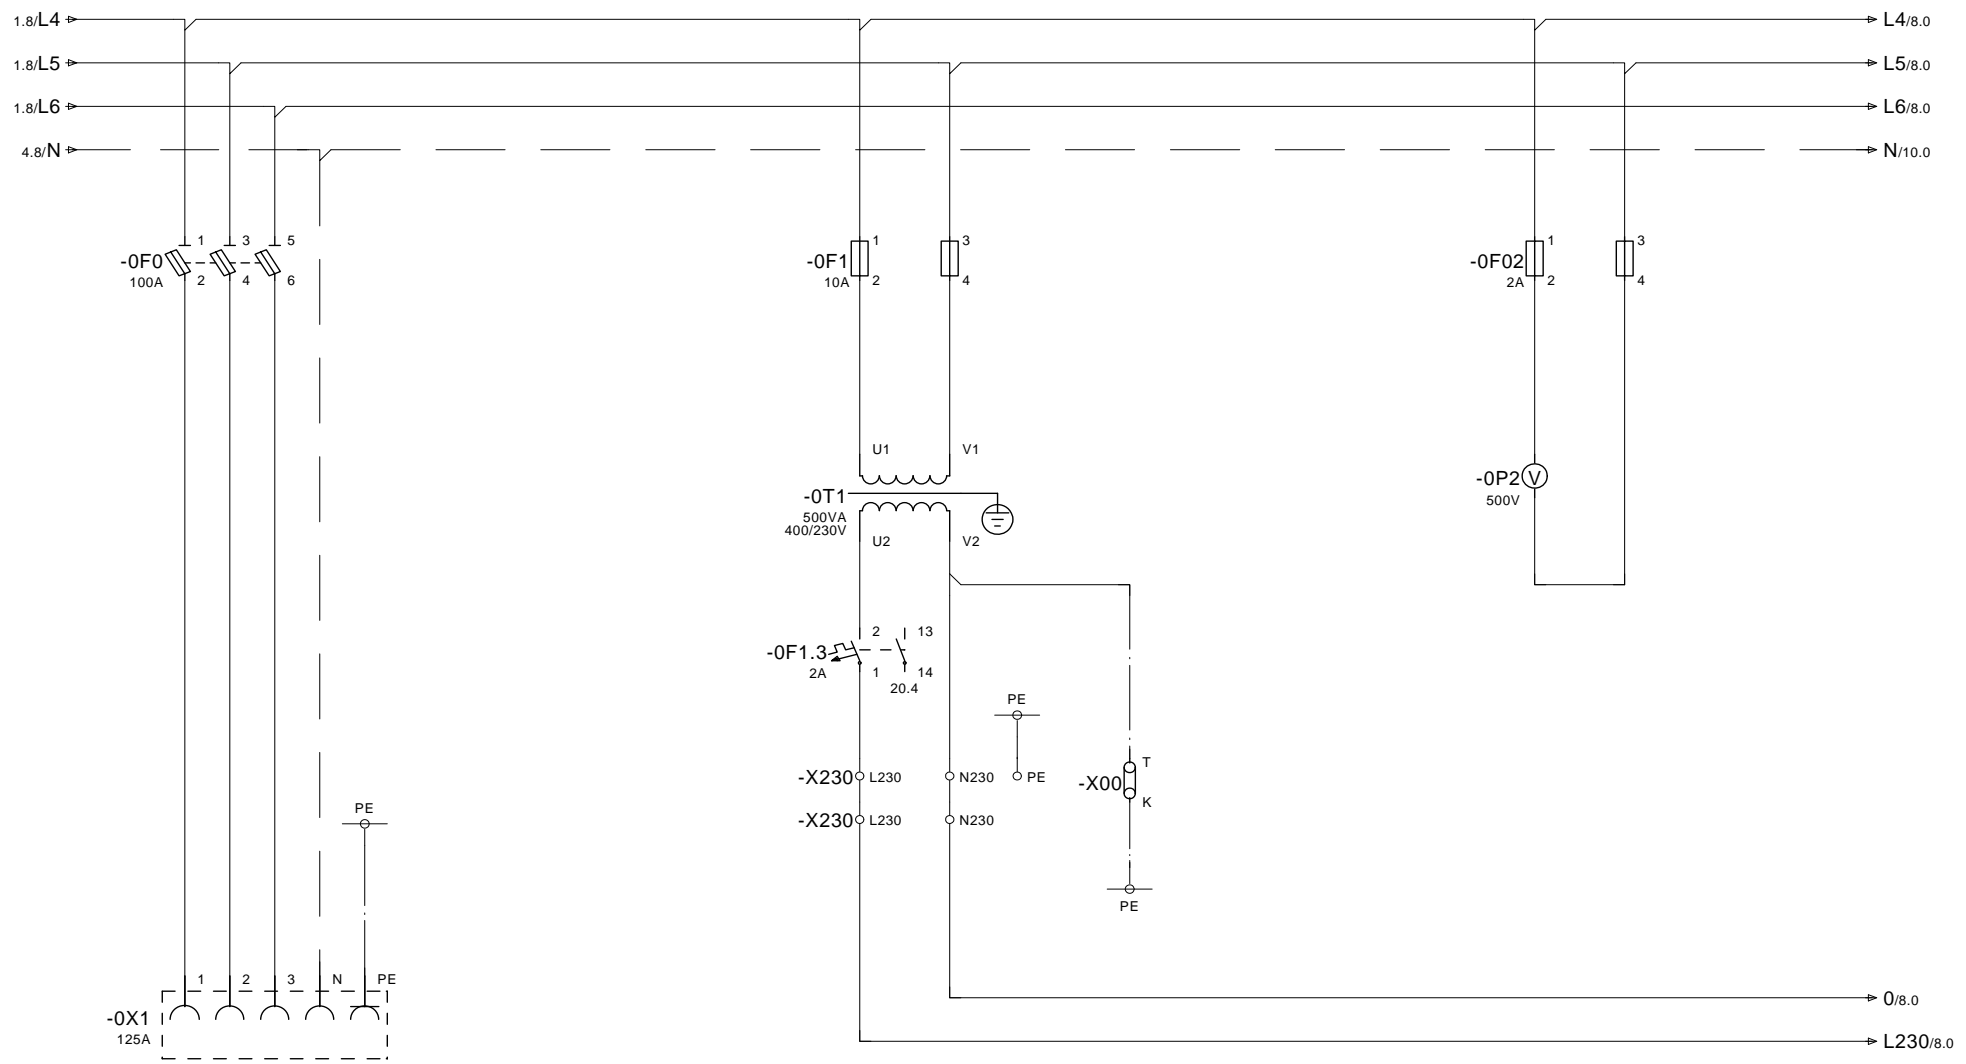 1.8/L4 L4/8.0
1.8/L5 L5/8.0
1.8/L6 L6/8.0
4.8/N N/10.0
1 3 5 1 3 1 3
-0F0 -0F1 -0F02
100A 2 4 6 10A 2 4 2A 2 4
U1 V1
-0P2 V
500V
-0T1
500VA
400/230V
U2 V2
2 13
-0F1.3
2A 1 14
20.4
PE
T
-X230 L230 N230 PE -X00
K
PE
-X230 L230 N230
PE
1 2 3 N PE
0/8.0
-0X1
125A
L230/8.0